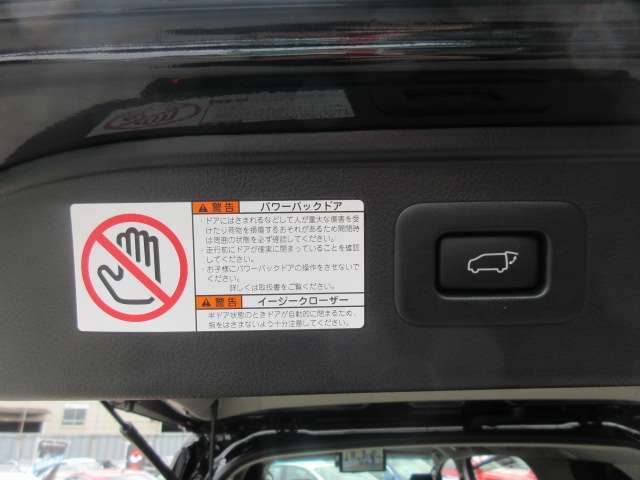 警告 パワーバックドア
・ドアにはさまれるなどして人が重大な傷害を受
けたり荷物を損傷するおそれがあるため開閉時
は周囲の状態を必ず確認してください。
・走行前にドアが確実に閉まっていることを確認
してください。
・お子様にパワーバックドアの操作をさせないで
ください。
詳しくは取扱書をご覧ください。
警告 イージークローザー
半ドア状態のときドアが自動的に閉まるため、
指をはさまないよう十分注意してください。